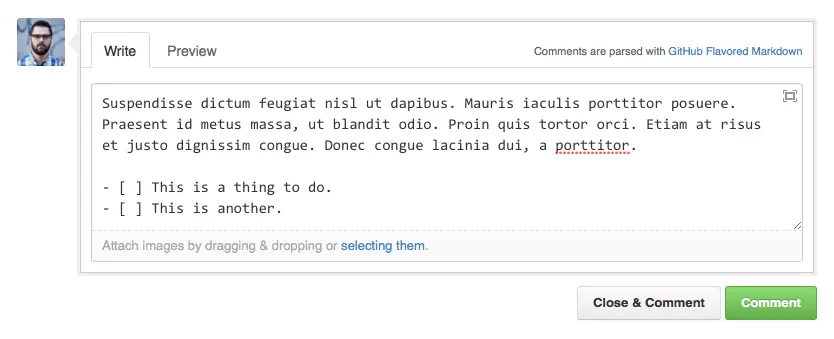 Write Preview Comments are parsed with GitHub Flavored Markdown
Suspendisse dictum feugiat nisl ut dapibus. Mauris iaculis porttitor posuere.
Praesent id metus massa, ut blandit odio. Proin quis tortor orci. Etiam at risus
et justo dignissim congue. Donec congue lacinia dui, a porttitor.
- [ ] This is a thing to do.
- [ ] This is another.
Attach images by dragging & dropping or selecting them.
Close & Comment Comment